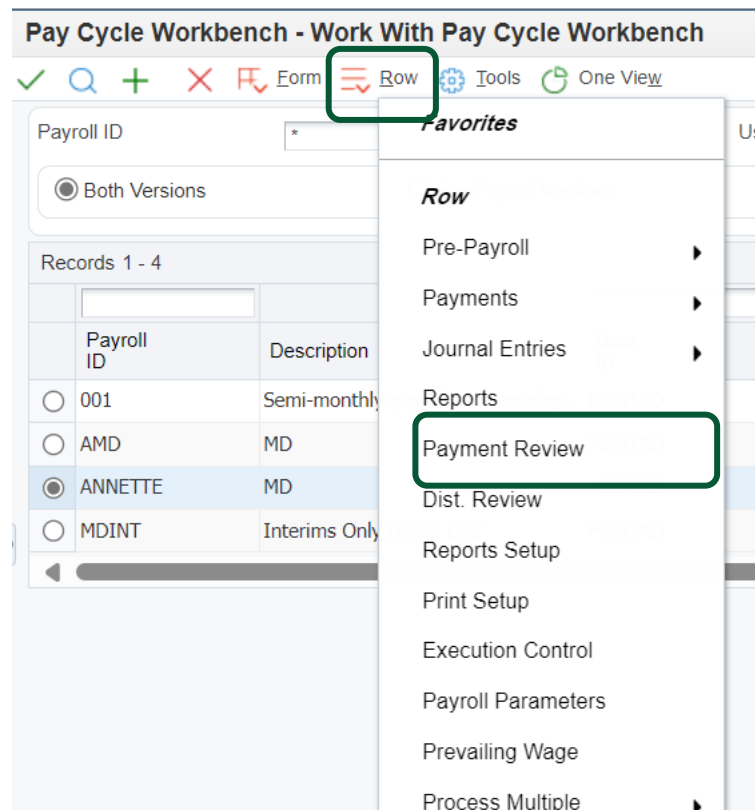 Pay Cycle Workbench - Work With Pay Cycle Workbench
Form Row Tools One View
Payroll ID * Us
Both Versions
Records 1 - 4
Payroll ID Description
001 Semi-monthly
AMD MD
ANNETTE MD
MDINT Interims Only
Favorites
Row
Pre-Payroll
Payments
Journal Entries
Reports
Payment Review
Dist. Review
Reports Setup
Print Setup
Execution Control
Payroll Parameters
Prevailing Wage
Process Multiple